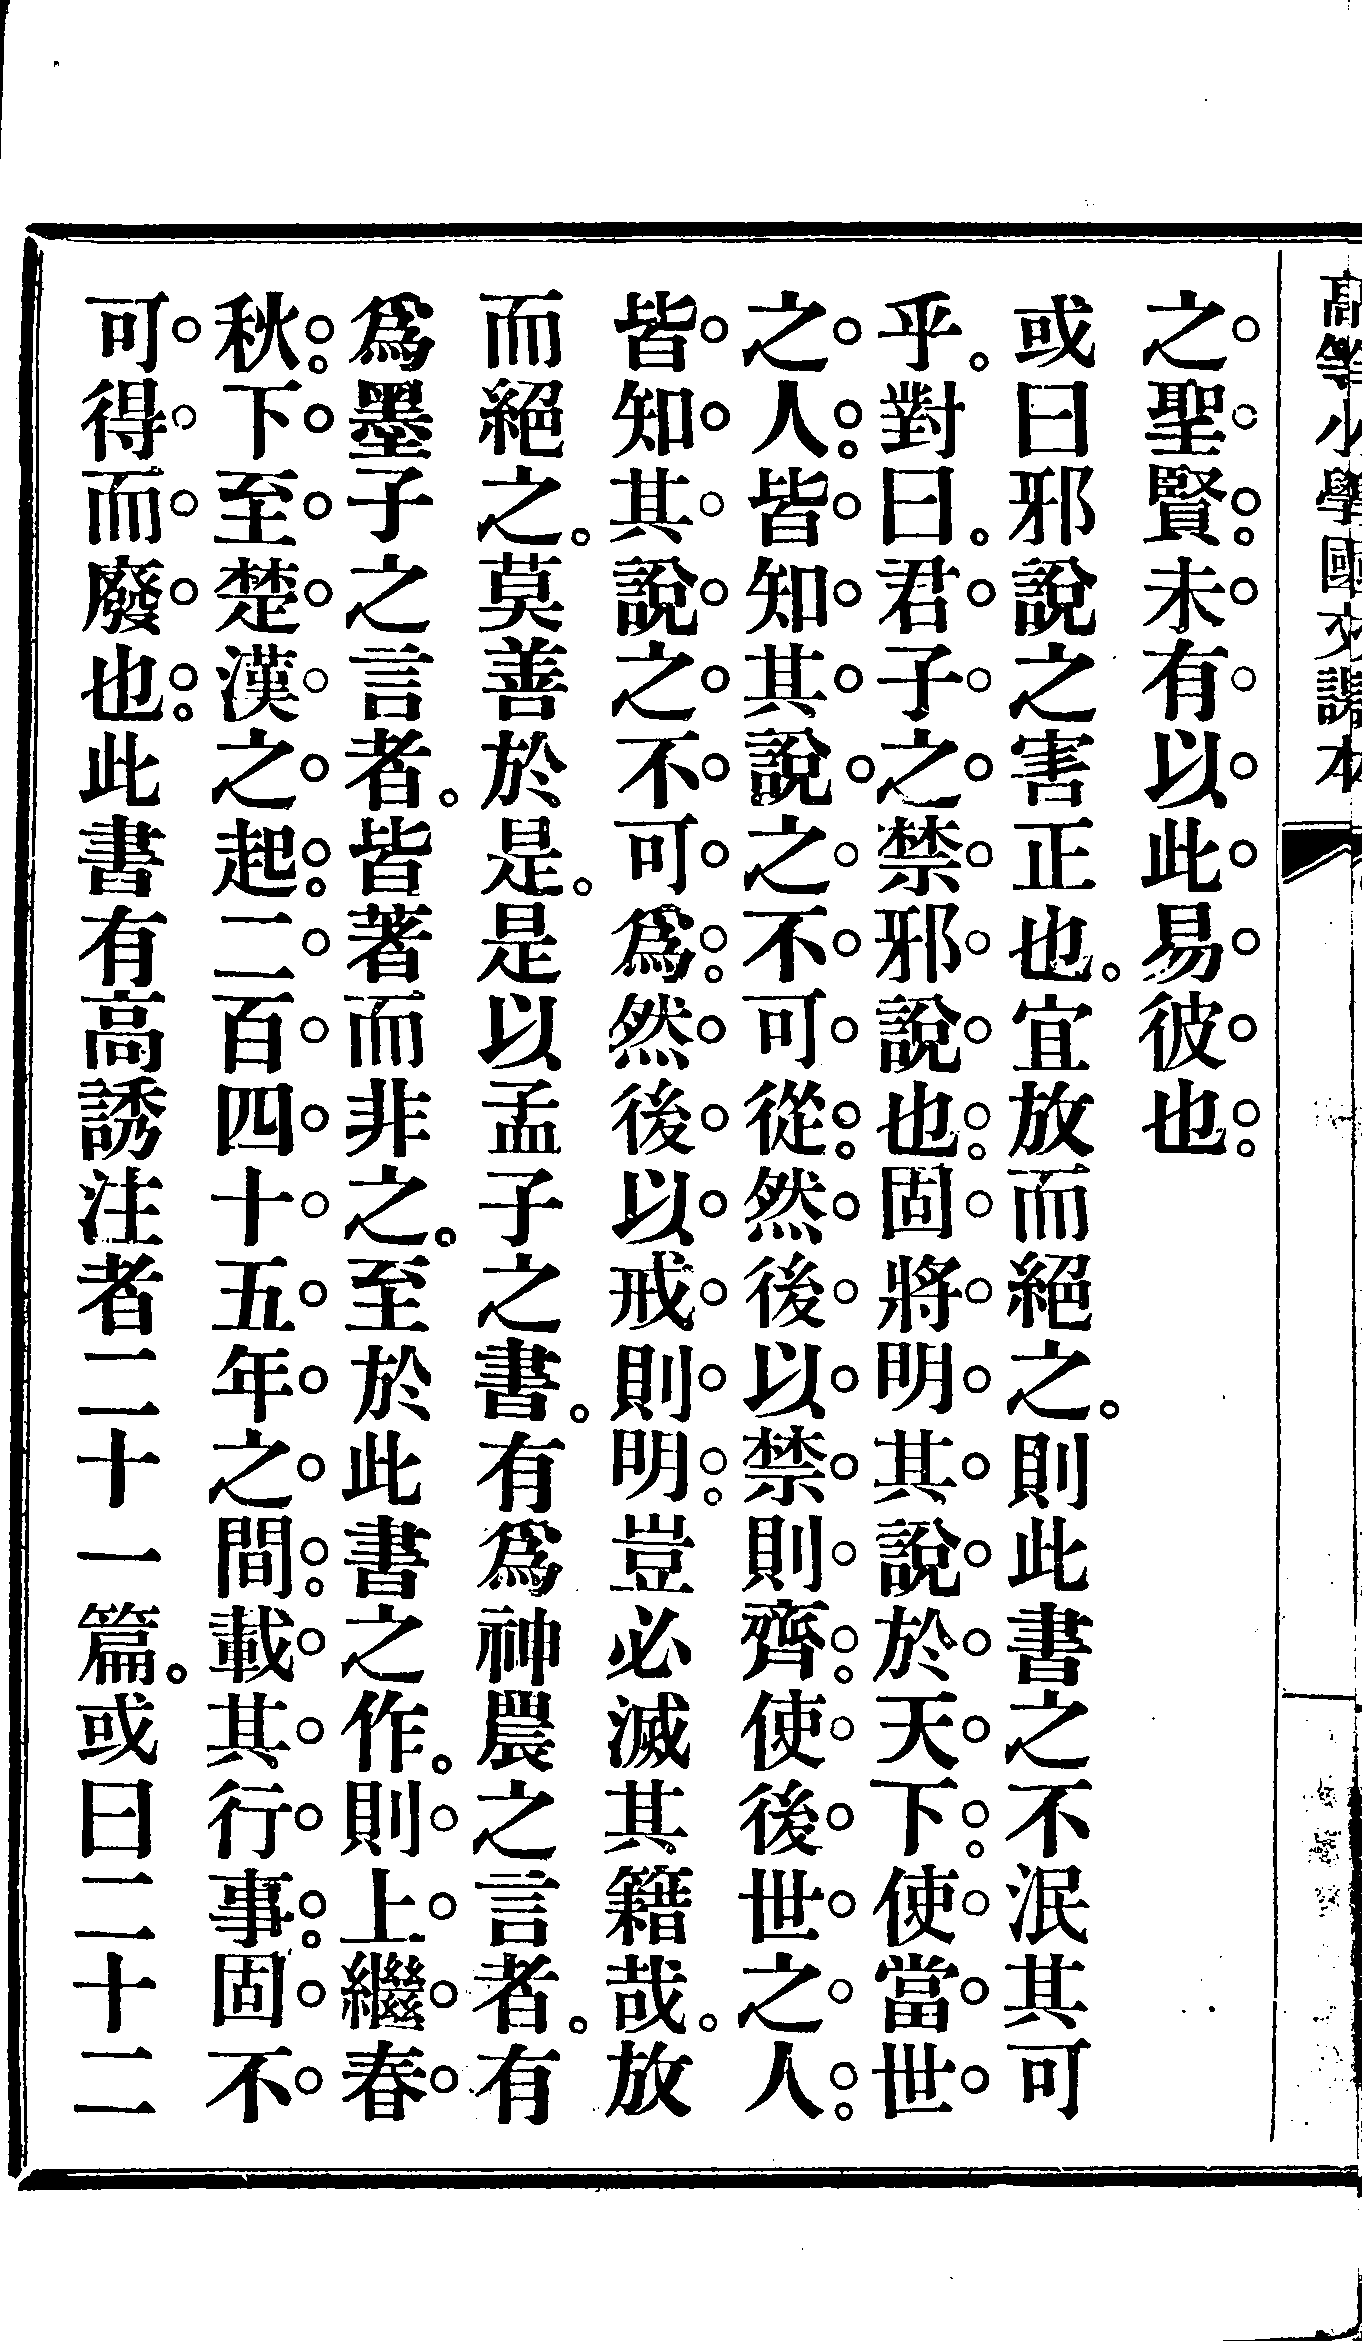 高等小學國文讀本
之聖賢未有以此易彼也
或曰邪說之害正也。宜放而絕之。則此書之不泯其可
乎。對曰。君子之禁邪說也。固將明其說於天下。使當世
之人。皆知其說之不可從。然後以禁則齊。使後世之人。
皆知其說之不可爲。然後以戒則明。豈必滅其籍哉。放
而絕之。莫善於是。是以孟子之書。有爲神農之言者。有
爲墨子之言者。皆著而非之。至於此書之作。則上繼春
秋。下至楚漢之起。二百四十五年之間。載其行事。固不
可得而廢也。此書有高誘注者二十一篇。或曰三十二